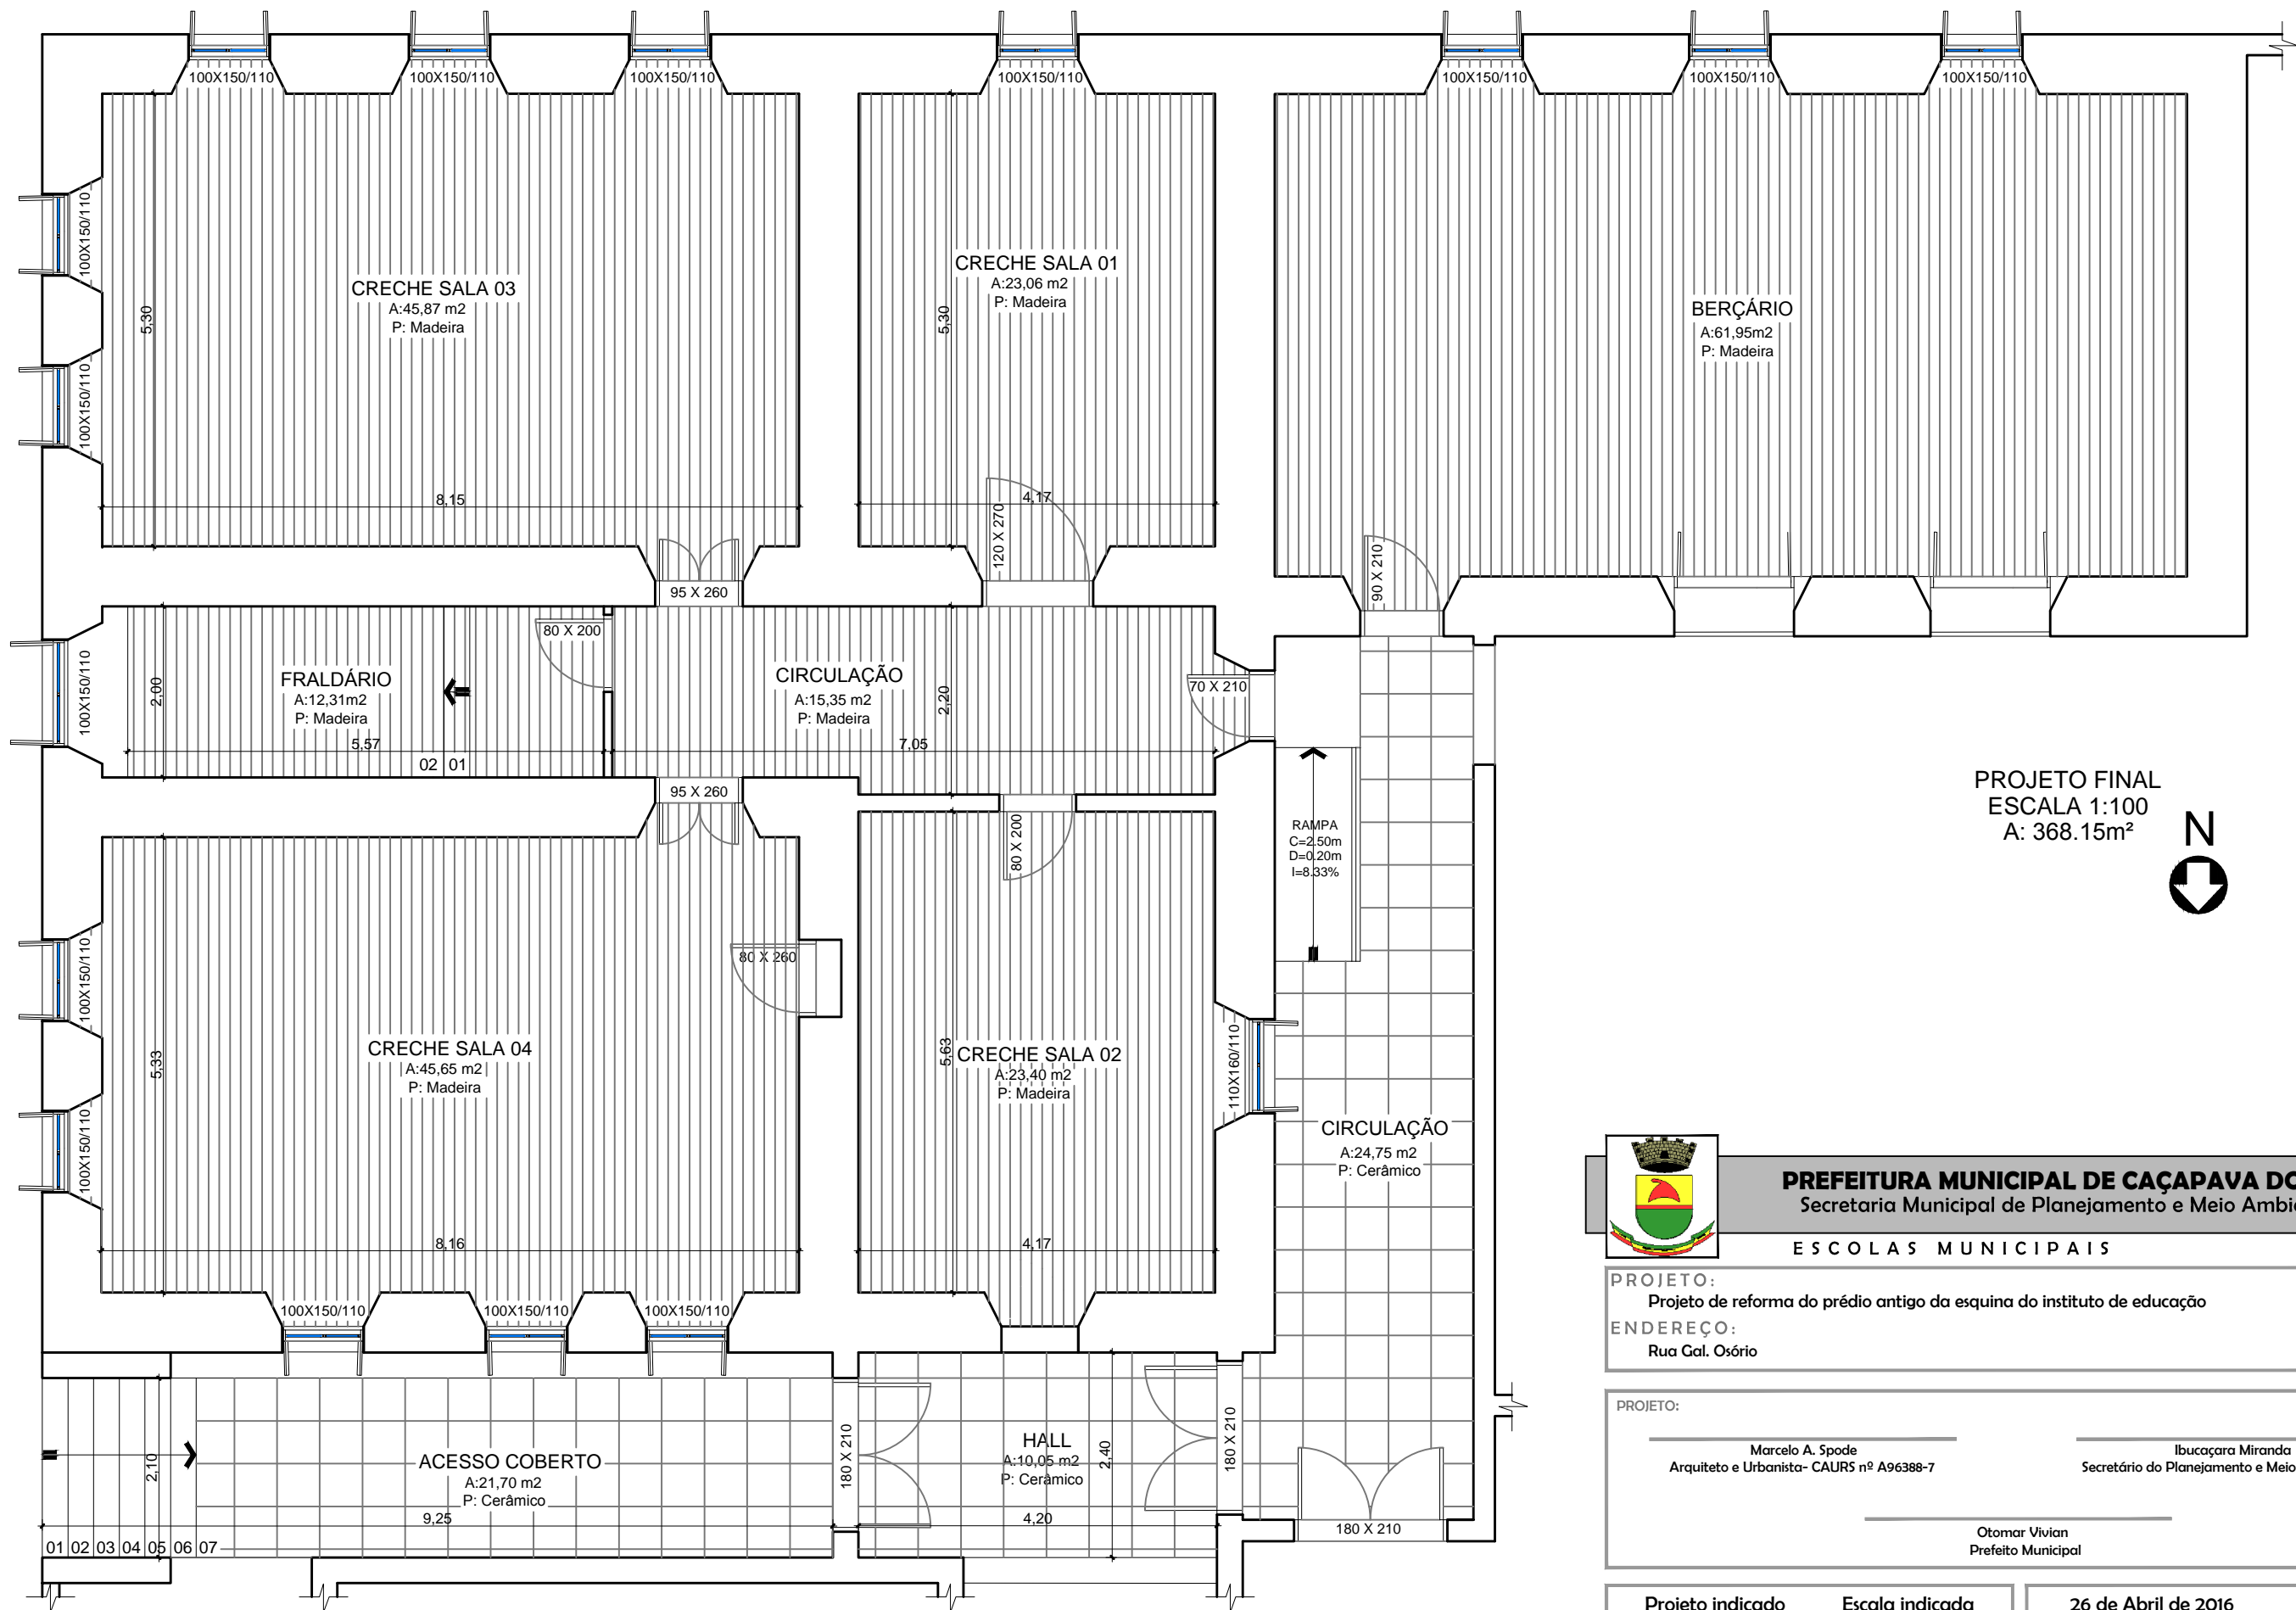 100X150/110
100X150/110
100X150/110
100X150/110
100X150/110
100X150/110
100X150/110
100X150/110
100X150/110
CRECHE SALA 03
A:45,87 m2
P: Madeira
5,30
8,15
CRECHE SALA 01
A:23,06 m2
P: Madeira
5,30
4,17
120 X 270
BERÇÁRIO
A:61,95m2
P: Madeira
90 X 210
95 X 260
80 X 200
100X150/110
FRALDÁRIO
A:12,31m2
P: Madeira
2,00
5,57
02 01
CIRCULAÇÃO
A:15,35 m2
P: Madeira
2,20
7,05
70 X 210
95 X 260
80 X 200
RAMPA
C=2.50m
D=0.20m
I=8.33%
PROJETO FINAL
ESCALA 1:100
A: 368.15m²
N
100X150/110
100X150/110
80 X 260
CRECHE SALA 04
A:45,65 m2
P: Madeira
5,33
8,16
100X150/110
100X150/110
100X150/110
CRECHE SALA 02
A:23,40 m2
P: Madeira
5,63
4,17
110X160/110
CIRCULAÇÃO
A:24,75 m2
P: Cerâmico
ACESSO COBERTO
A:21,70 m2
P: Cerâmico
2,10
9,25
01 02 03 04 05 06 07
180 X 210
HALL
A:10,05 m2
P: Cerâmico
2,40
4,20
180 X 210
180 X 210
PREFEITURA MUNICIPAL DE CAÇAPAVA DO
Secretaria Municipal de Planejamento e Meio Ambi
ESCOLAS MUNICIPAIS
PROJETO:
Projeto de reforma do prédio antigo da esquina do instituto de educação
ENDEREÇO:
Rua Gal. Osório
PROJETO:
Marcelo A. Spode
Arquiteto e Urbanista- CAURS nº A96388-7
Ibucaçara Miranda
Secretário do Planejamento e Meio
Otomar Vivian
Prefeito Municipal
Projeto indicado
Escala indicada
26 de Abril de 2016